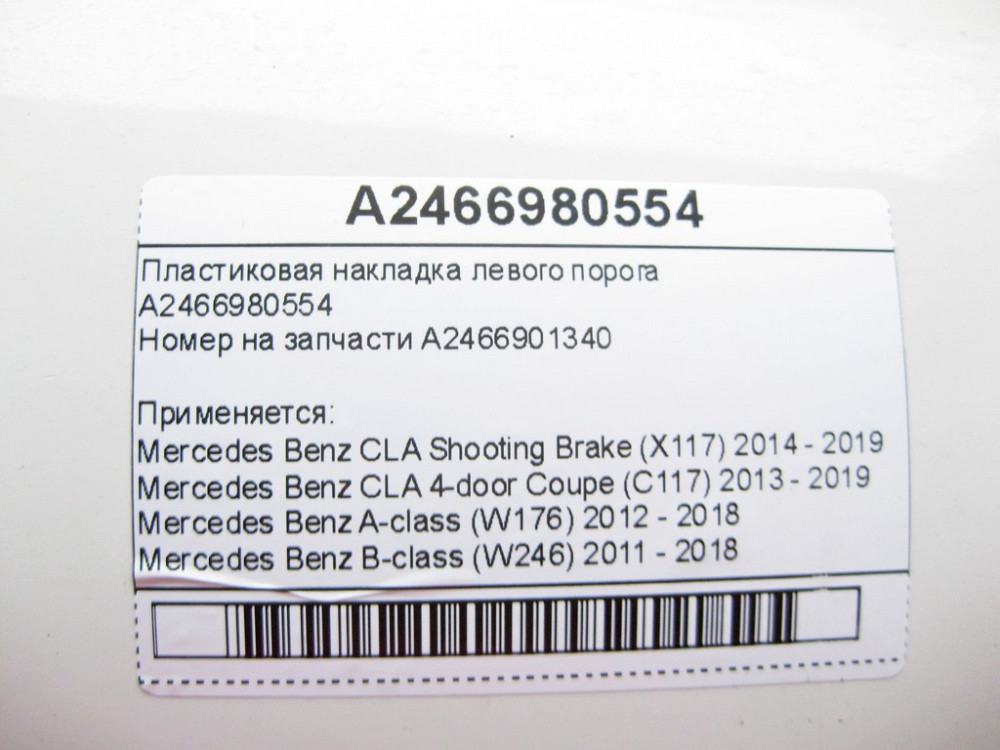 A2466980554
Пластиковая накладка левого порога
A2466980554
Номер на запчасти A2466901340
Применяется:
Mercedes Benz CLA Shooting Brake (X117) 2014 - 2019
Mercedes Benz CLA 4-door Coupe (C117) 2013 - 2019
Mercedes Benz A-class (W176) 2012 - 2018
Mercedes Benz B-class (W246) 2011 - 2018